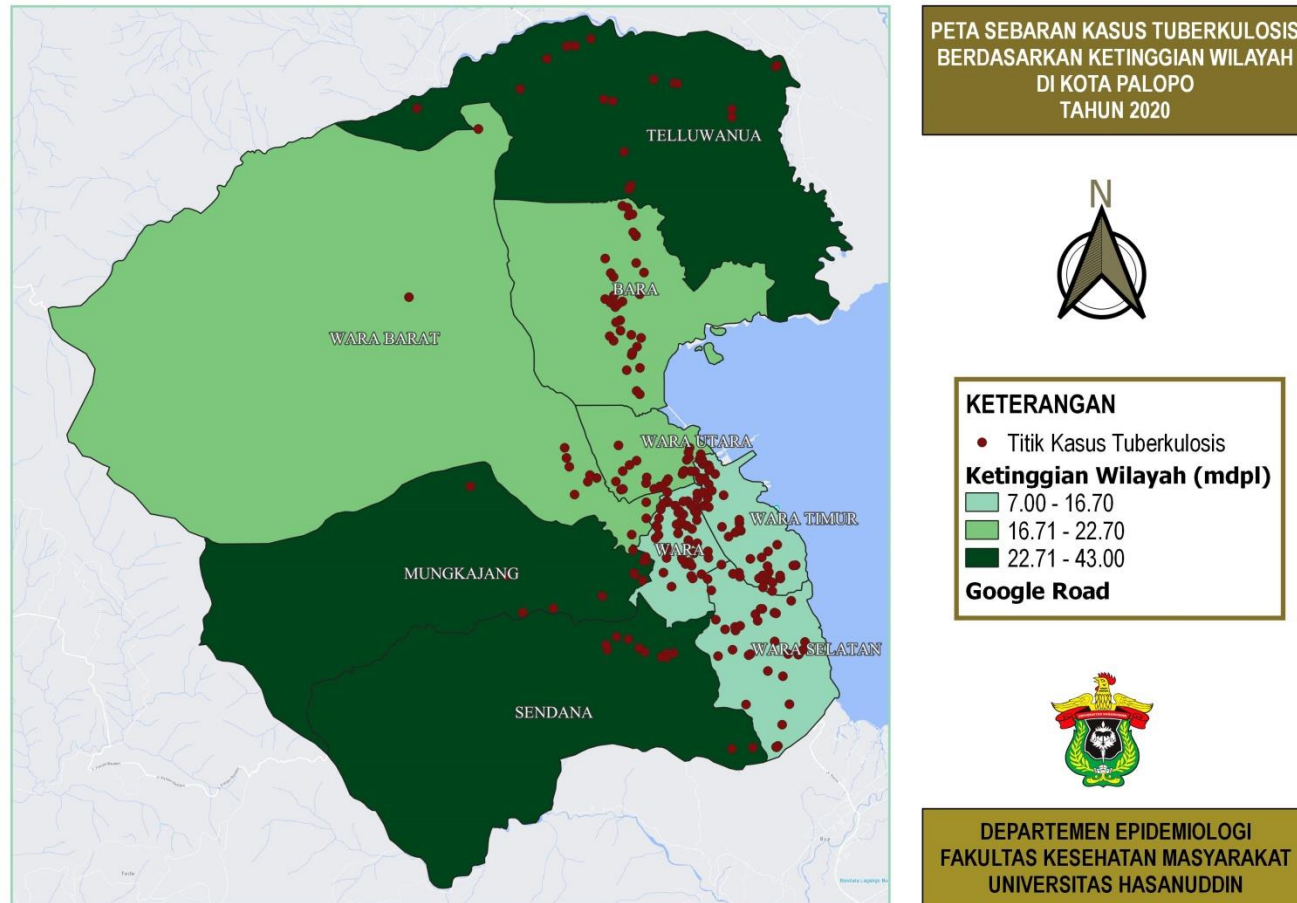 PETA SEBARAN KASUS TUBERKULOSIS
BERDASARKAN KETINGGIAN WILAYAH
DI KOTA PALOPO
TAHUN 2020
N
TELLUWANUA
BARA
WARA BARAT
WARA UTARA
WARA TIMUR
WARA
MUNGKAJANG
WARA SELATAN
SENDANA
KETERANGAN
Titik Kasus Tuberkulosis
Ketinggian Wilayah (mdpl)
7.00 - 16.70
16.71 - 22.70
22.71 - 43.00
Google Road
DEPARTEMEN EPIDEMIOLOGI
FAKULTAS KESEHATAN MASYARAKAT
UNIVERSITAS HASANUDDIN